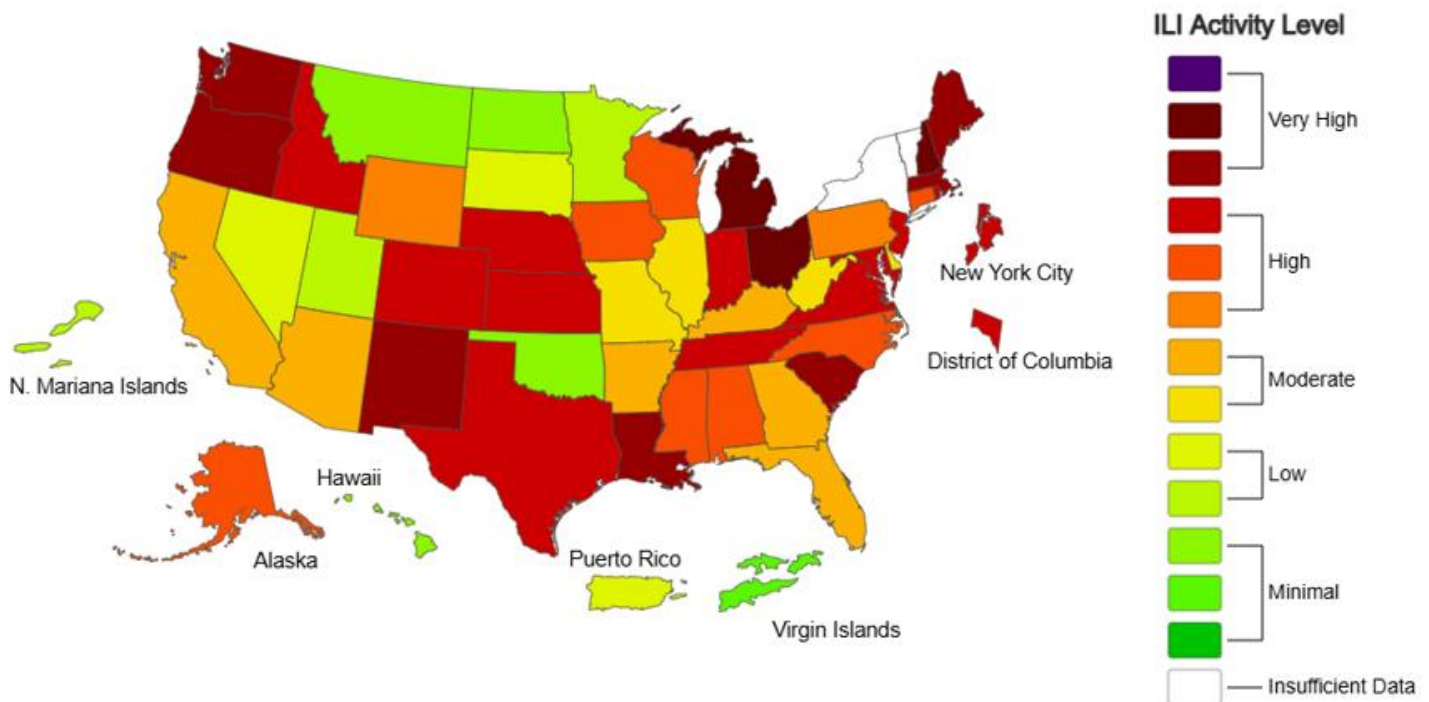 ILI Activity Level
Very High
High
Moderate
Low
Minimal
Insufficient Data
New York City
District of Columbia
N. Mariana Islands
Hawaii
Alaska
Puerto Rico
Virgin Islands